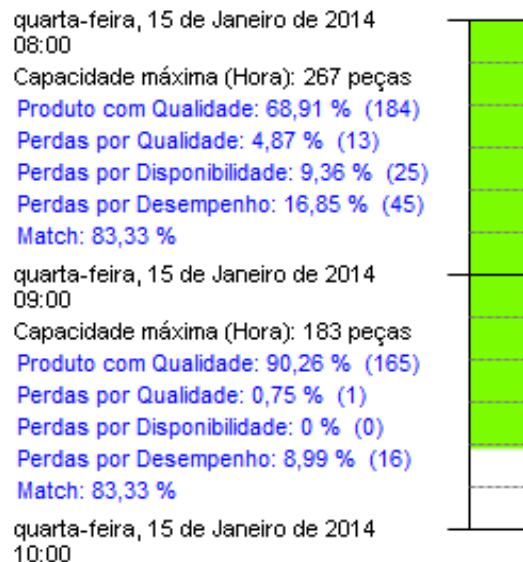 quarta-feira, 15 de Janeiro de 2014
08:00
Capacidade máxima (Hora): 267 peças
Produto com Qualidade: 68,91 % (184)
Perdas por Qualidade: 4,87 % (13)
Perdas por Disponibilidade: 9,36 % (25)
Perdas por Desempenho: 16,85 % (45)
Match: 83,33 %
quarta-feira, 15 de Janeiro de 2014
09:00
Capacidade máxima (Hora): 183 peças
Produto com Qualidade: 90,26 % (165)
Perdas por Qualidade: 0,75 % (1)
Perdas por Disponibilidade: 0 % (0)
Perdas por Desempenho: 8,99 % (16)
Match: 83,33 %
quarta-feira, 15 de Janeiro de 2014
10:00